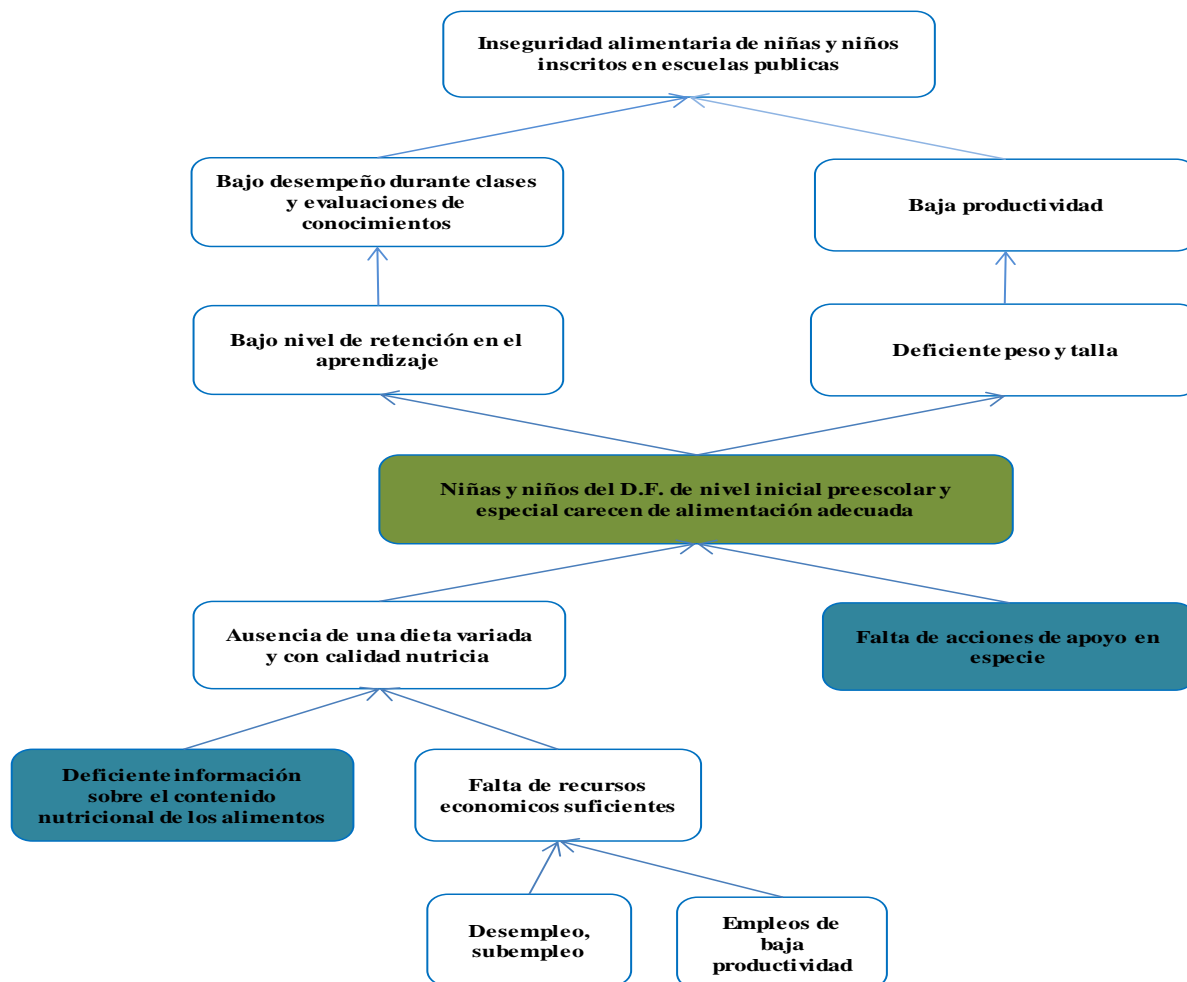 Inseguridad alimentaria de niñas y niños
inscritos en escuelas publicas
Bajo desempeño durante clases
y evaluaciones de
conocimientos
Baja productividad
Bajo nivel de retención en el
aprendizaje
Deficiente peso y talla
Niñas y niños del D.F. de nivel inicial preescolar y
especial carecen de alimentación adecuada
Ausencia de una dieta variada
y con calidad nutricia
Falta de acciones de apoyo en
especie
Deficiente información
sobre el contenido
nutricional de los alimentos
Falta de recursos
economicos suficientes
Desempleo,
subempleo
Empleos de
baja
productividad